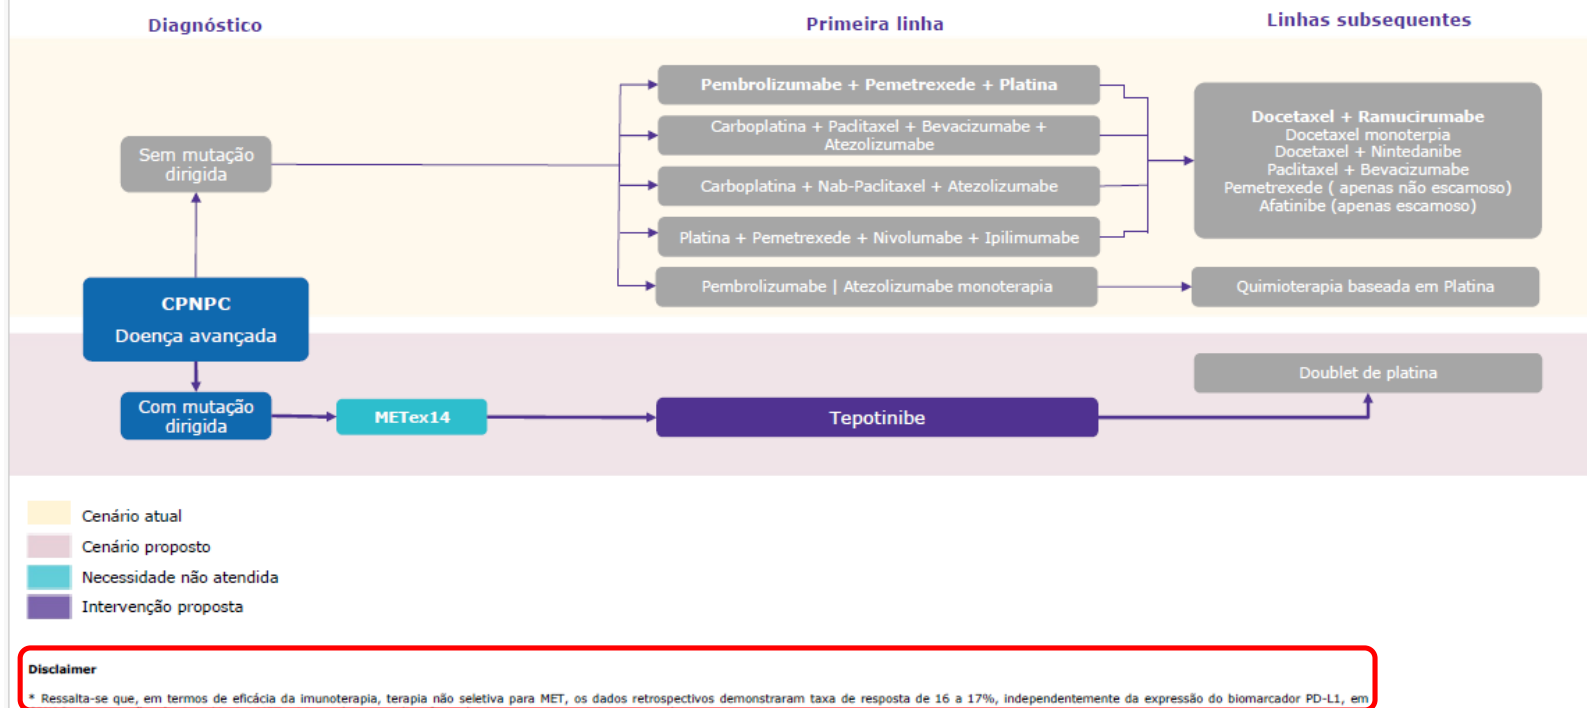 Diagnóstico
Primeira linha
Linhas subsequentes
Pembrolizumabe + Pemetrexede + Platina
Carboplatina + Paclitaxel + Bevacizumabe +
Atezolizumabe
Carboplatina + Nab-Paclitaxel + Atezolizumabe
Platina + Pemetrexede + Nivolumabe + Ipilimumabe
Pembrolizumabe | Atezolizumabe monoterapia
Docetaxel + Ramucirumabe
Docetaxel monoterpia
Docetaxel + Nintedanibe
Paclitaxel + Bevacizumabe
Pemetrexede ( apenas não escamoso)
Afatinibe (apenas escamoso)
Quimioterapia baseada em Platina
Sem mutação
dirigida
CPNPC
Doença avançada
Com mutação
dirigida
METex14
Tepotinibe
Doublet de platina
Cenário atual
Cenário proposto
Necessidade não atendida
Intervenção proposta
Disclaimer
* Ressalta-se que, em termos de eficácia da imunoterapia, terapia não seletiva para MET, os dados retrospectivos demonstraram taxa de resposta de 16 a 17%, independentemente da expressão do biomarcador PD-L1, em